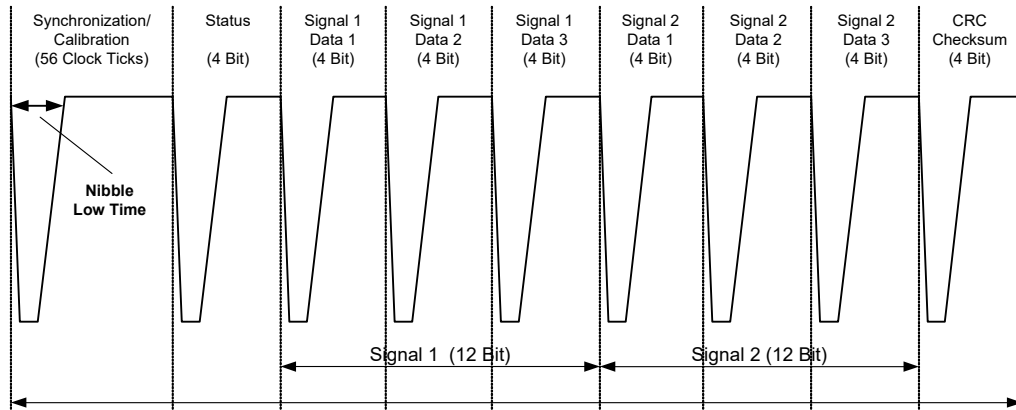 Synchronization/
Calibration
(56 Clock Ticks)
Status
(4 Bit)
Signal 1
Data 1
(4 Bit)
Signal 1
Data 2
(4 Bit)
Signal 1
Data 3
(4 Bit)
Signal 2
Data 1
(4 Bit)
Signal 2
Data 2
(4 Bit)
Signal 2
Data 3
(4 Bit)
CRC
Checksum
(4 Bit)
Nibble
Low Time
Signal 1 (12 Bit)
Signal 2 (12 Bit)